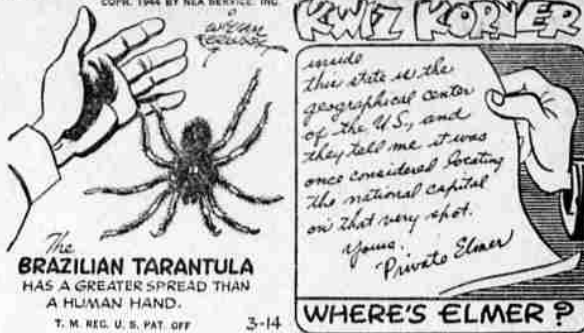 COPR. 1944 BY NEA SERVICE, INC.
The
BRAZILIAN TARANTULA
HAS A GREATER SPREAD THAN
A HUMAN HAND.
T. M. REG. U. S. PAT. OFF
3-14
KWIZ KORNER
inside
this state is the
geographical center
of the U.S., and
they told me it was
once considered locating
the national capital
on that very spot.
Yours,
Private Elmer
WHERE'S ELMER?